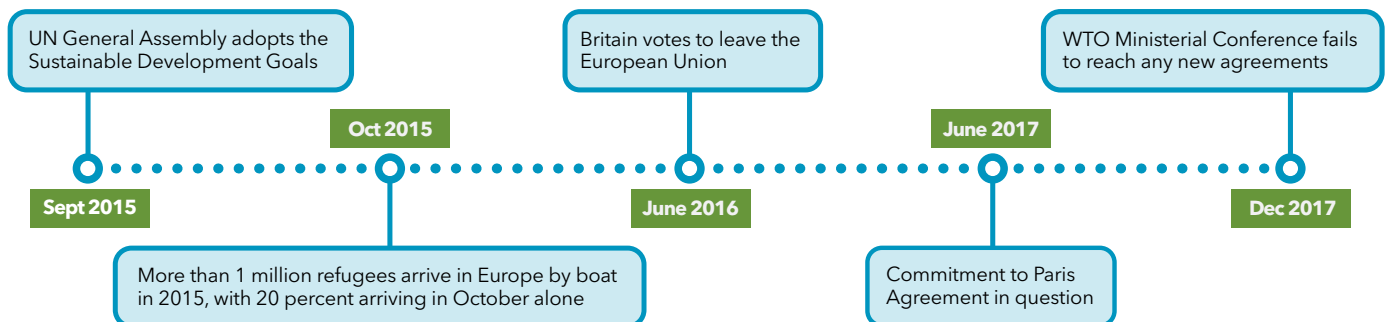 UN General Assembly adopts the
Sustainable Development Goals
Britain votes to leave the
European Union
WTO Ministerial Conference fails
to reach any new agreements
Oct 2015
June 2017
Sept 2015
June 2016
Dec 2017
More than 1 million refugees arrive in Europe by boat
in 2015, with 20 percent arriving in October alone
Commitment to Paris
Agreement in question